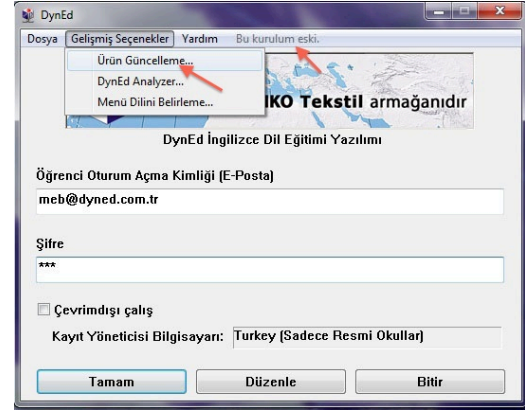 DynEd
Dosya Gelişmiş Seçenekler Yardım Bu kurulum eski.
Ürün Güncelleme...
DynEd Analyzer...
Menü Dilini Belirleme...
KO Tekstil armağanıdır
DynEd İngilizce Dil Eğitimi Yazılımı
Öğrenci Oturum Açma Kimliği (E-Posta)
meb@dyned.com.tr
Şifre
***
Çevrimdışı çalış
Kayıt Yöneticisi Bilgisayarı: Turkey (Sadece Resmi Okullar)
Tamam Düzenle Bitir